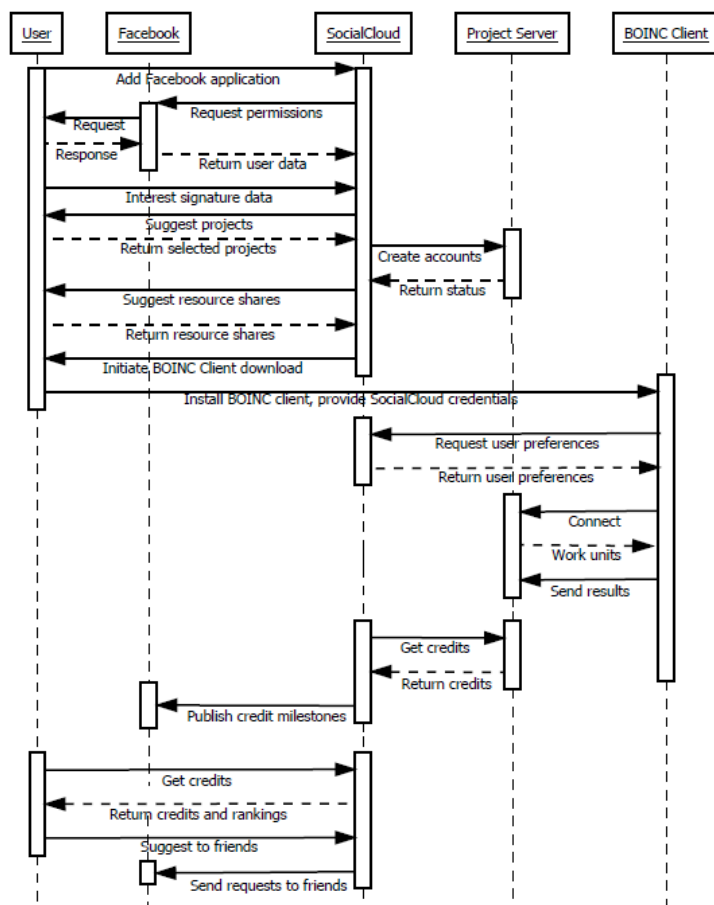 User
Facebook
SocialCloud
Project Server
BOINC Client
Add Facebook application
Request permissions
Request
Response
Return user data
Interest signature data
Suggest projects
Return selected projects
Create accounts
Return status
Suggest resource shares
Return resource shares
Initiate BOINC Client download
Install BOINC client, provide SocialCloud credentials
Request user preferences
Return user preferences
Connect
Work units
Send results
Get credits
Return credits
Publish credit milestones
Get credits
Return credits and rankings
Suggest to friends
Send requests to friends